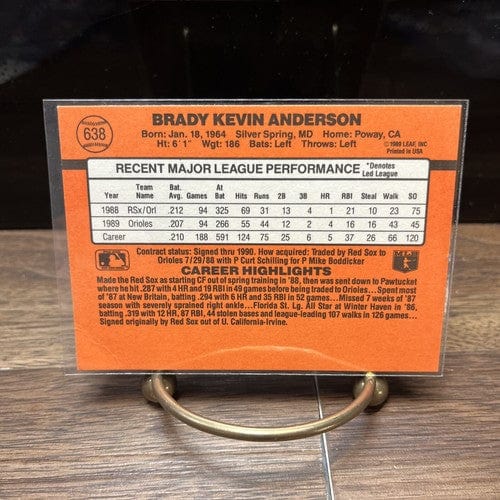 638
BRADY KEVIN ANDERSON
Born: Jan. 18, 1964 Silver Spring, MD Home: Poway, CA
Ht: 6'1" Wgt: 186 Bats: Left Throws: Left
©1989 LEAF, INC
Printed in USA
RECENT MAJOR LEAGUE PERFORMANCE *Denotes Led League
Year Team Name Bat. Avg. Games At Bat Hits Runs 2B 3B HR RBI Steal Walk SO
1988 RSx/Orl .212 94 325 69 31 13 4 1 21 10 23 75
1989 Orioles .207 94 266 55 44 12 2 4 16 16 43 45
Career .210 188 591 124 75 25 6 5 37 26 66 120
Contract status: Signed thru 1990. How acquired: Traded by Red Sox to
Orioles 7/29/88 with P Curt Schilling for P Mike Boddicker
CAREER HIGHLIGHTS
Made the Red Sox as starting CF out of spring training in '88, then was sent down to Pawtucket
where he hit .287 with 4 HR and 19 RBI in 49 games before being traded to Orioles...Spent most
of '87 at New Britain, batting .294 with 6 HR and 35 RBI in 52 games...Missed 7 weeks of '87
season with severely sprained right ankle...Florida St. Lg. All Star at Winter Haven in '86,
batting .319 with 12 HR, 87 RBI, 44 stolen bases and league-leading 107 walks in 126 games...
Signed originally by Red Sox out of U. California-Irvine.